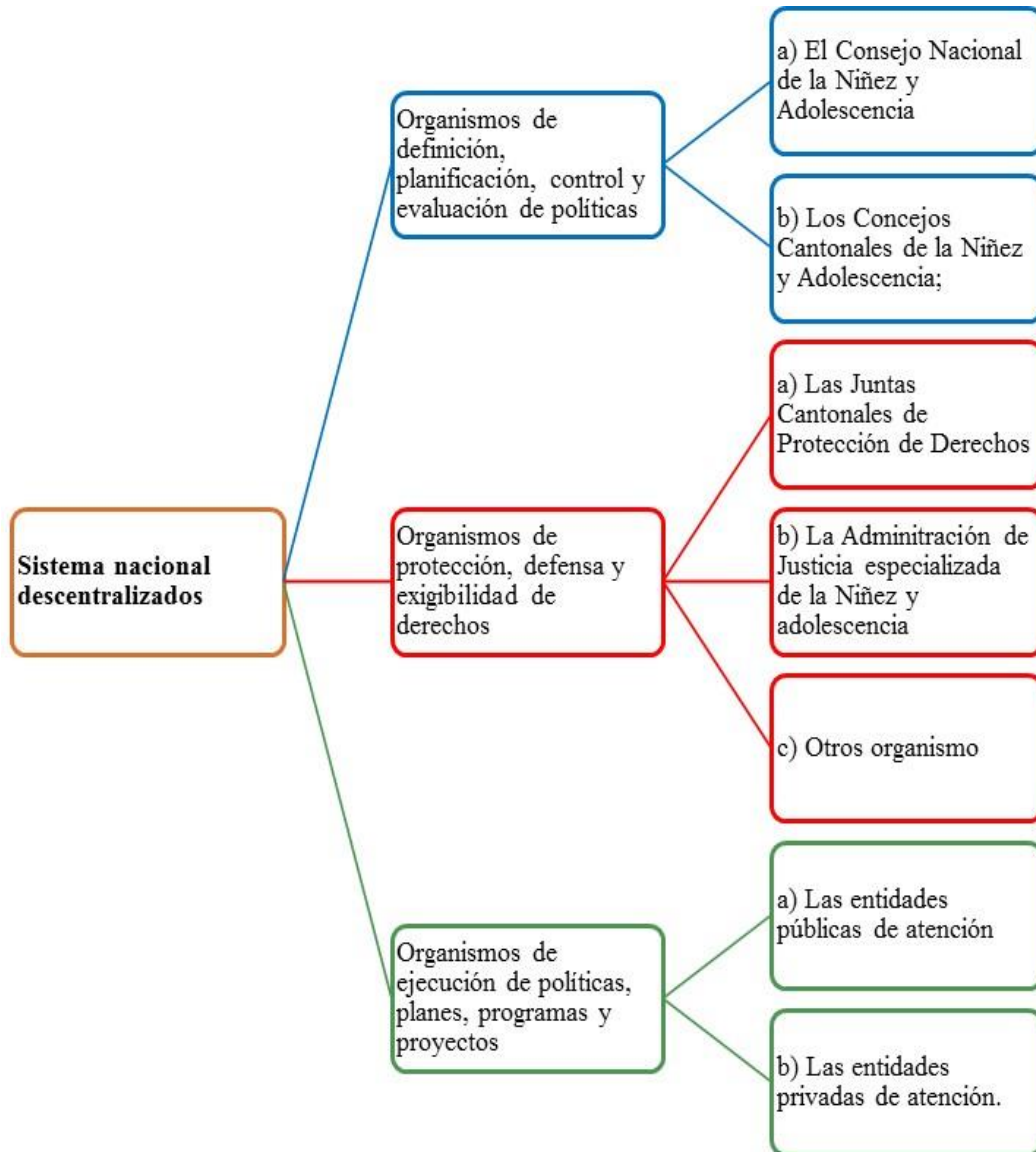 Sistema nacional
descentralizados
Organismos de
definición,
planificación, control y
evaluación de políticas
a) El Consejo Nacional
de la Niñez y
Adolescencia
b) Los Concejos
Cantonales de la Niñez
y Adolescencia;
Organismos de
protección, defensa y
exigibilidad de
derechos
a) Las Juntas
Cantonales de
Protección de Derechos
b) La Adminitración de
Justicia especializada
de la Niñez y
adolescencia
c) Otros organismo
Organismos de
ejecución de políticas,
planes, programas y
proyectos
a) Las entidades
públicas de atención
b) Las entidades
privadas de atención.